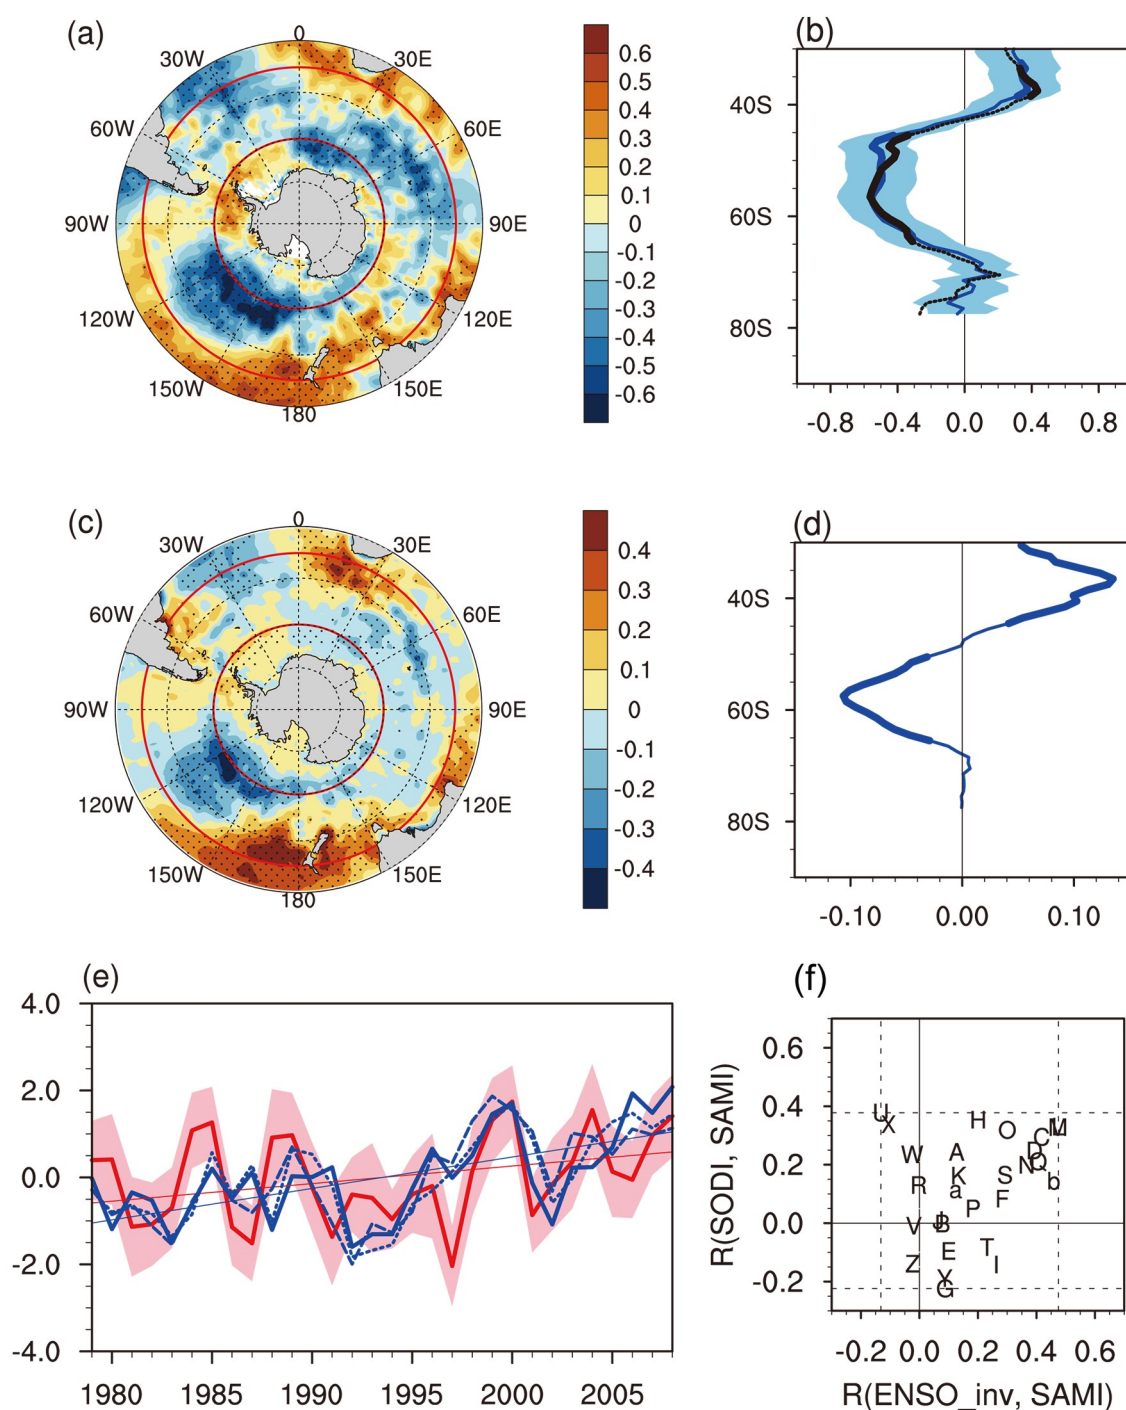 (a)
0
30W
30E
60W
60E
90W
90E
120W
120E
150W
150E
180
0.6
0.5
0.4
0.3
0.2
0.1
0
-0.1
-0.2
-0.3
-0.4
-0.5
-0.6
(b)
40S
60S
80S
-0.8 -0.4 0.0 0.4 0.8
(c)
0
30W
30E
60W
60E
90W
90E
120W
120E
150W
150E
180
0.4
0.3
0.2
0.1
0
-0.1
-0.2
-0.3
-0.4
(d)
40S
60S
80S
-0.10 0.00 0.10
(e)
4.0
2.0
0.0
-2.0
-4.0
1980 1985 1990 1995 2000 2005
(f)
R(SODI, SAMI)
0.6
0.4
0.2
0.0
-0.2
U X H O C L M
W A D Q N
R K a S b
P F
V J B
Z E T I
Y G
-0.2 0.0 0.2 0.4 0.6
R(ENSO_inv, SAMI)